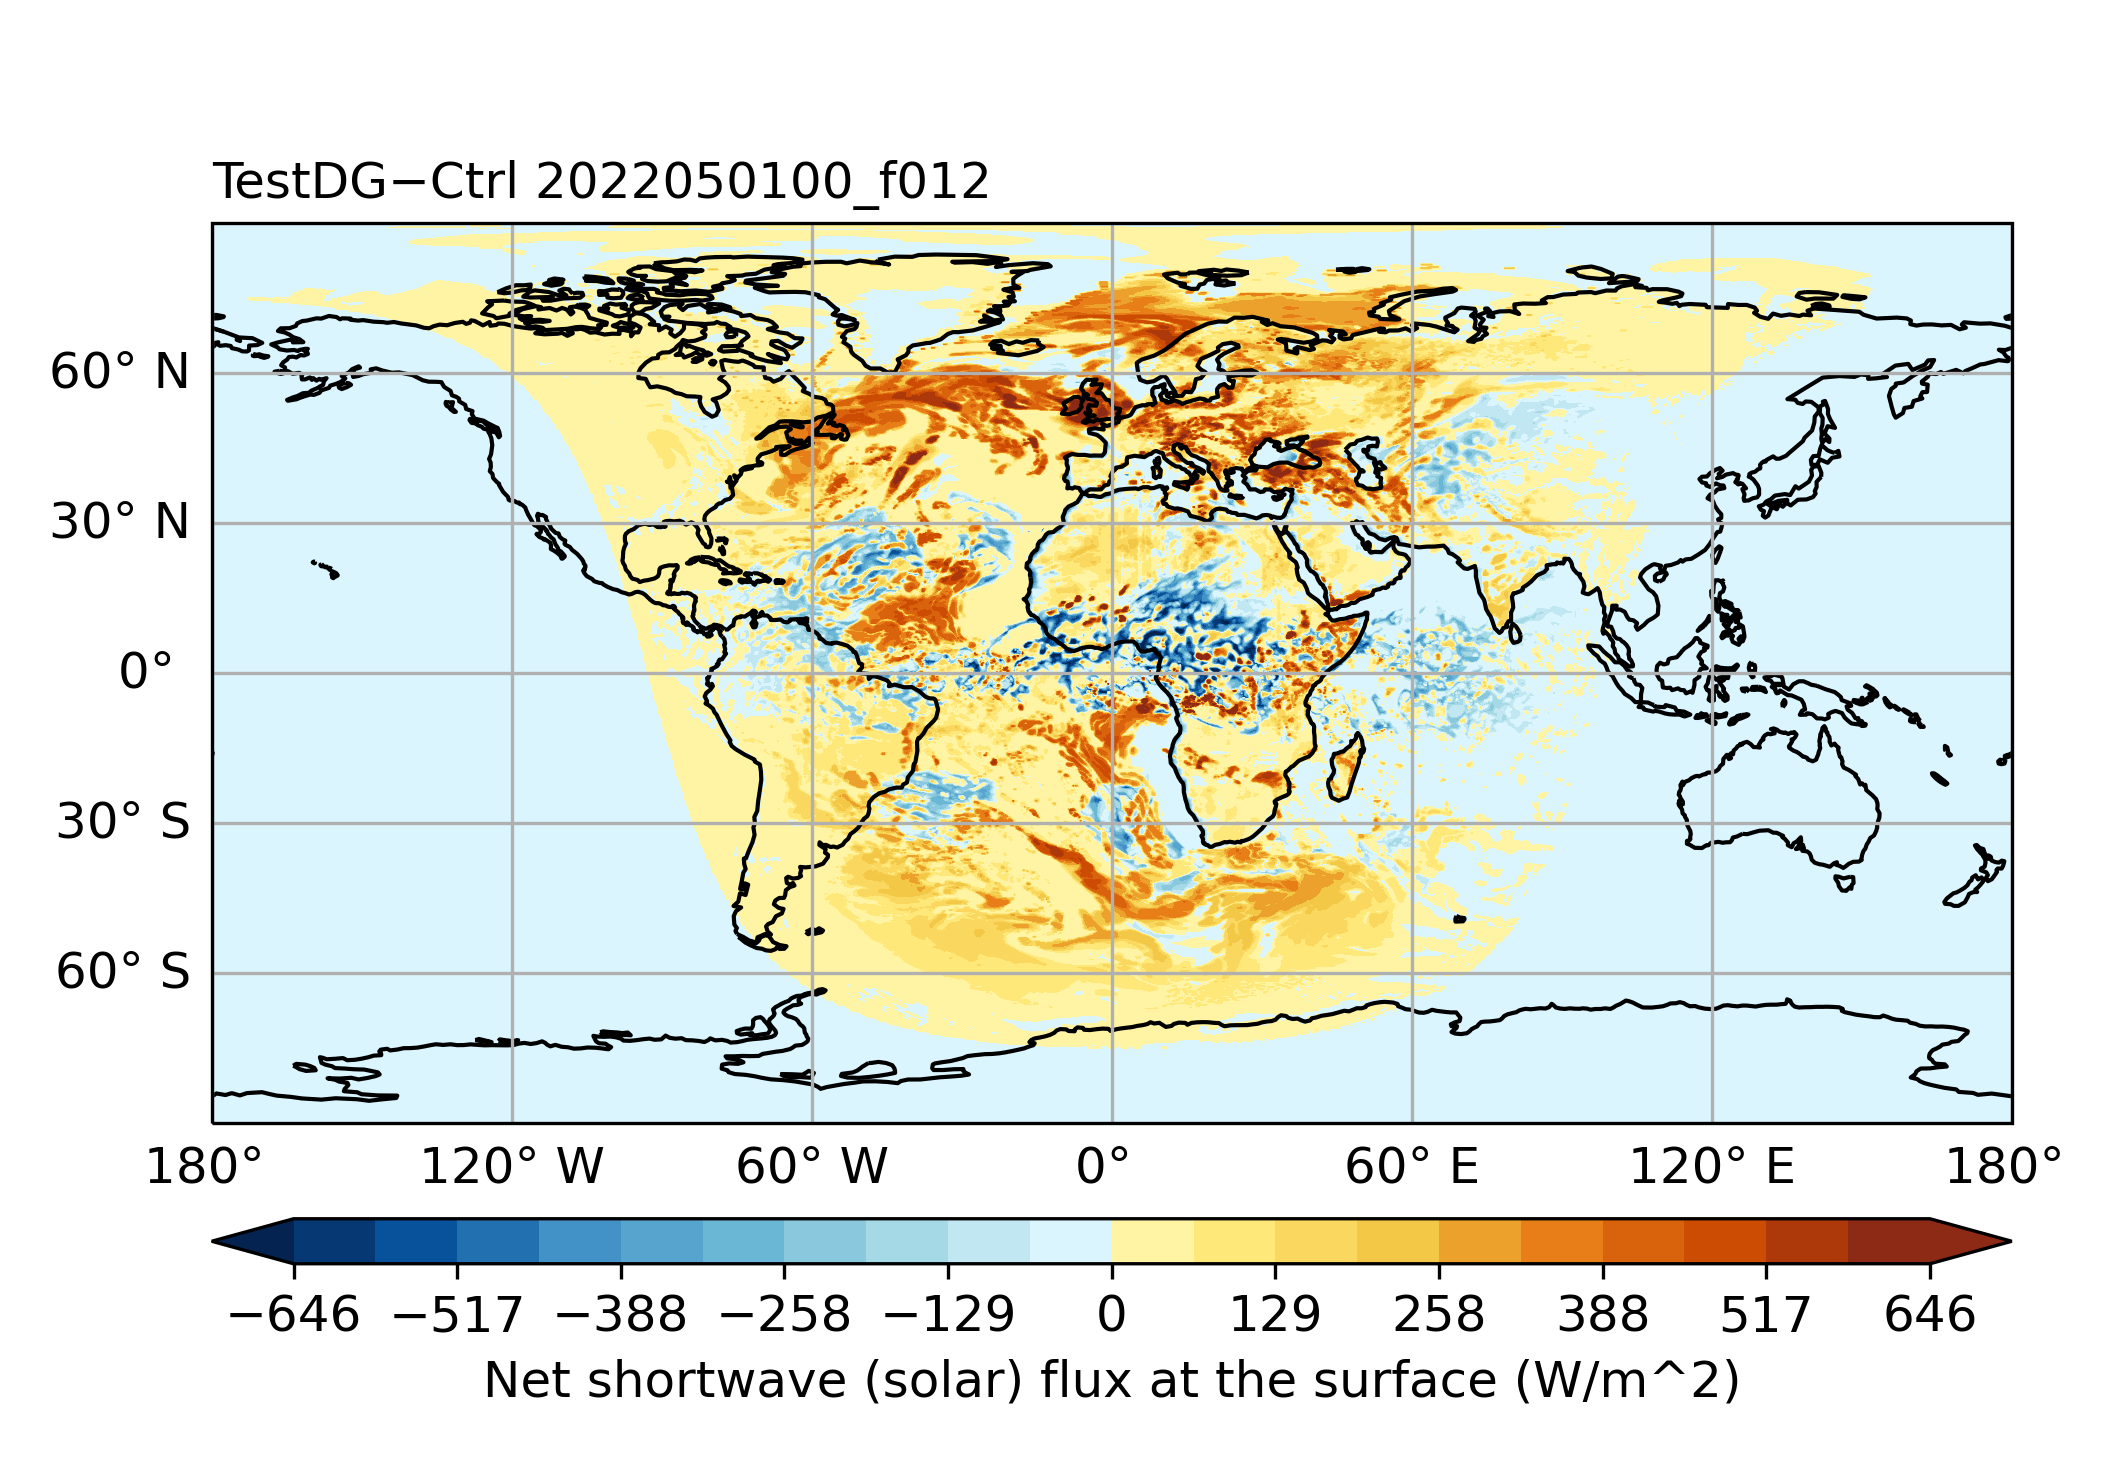 TestDG−Ctrl 2022050100_f012
60° N
30° N
0°
30° S
60° S
180° 120° W 60° W 0° 60° E 120° E 180°
−646 −517 −388 −258 −129 0 129 258 388 517 646
Net shortwave (solar) flux at the surface (W/m^2)